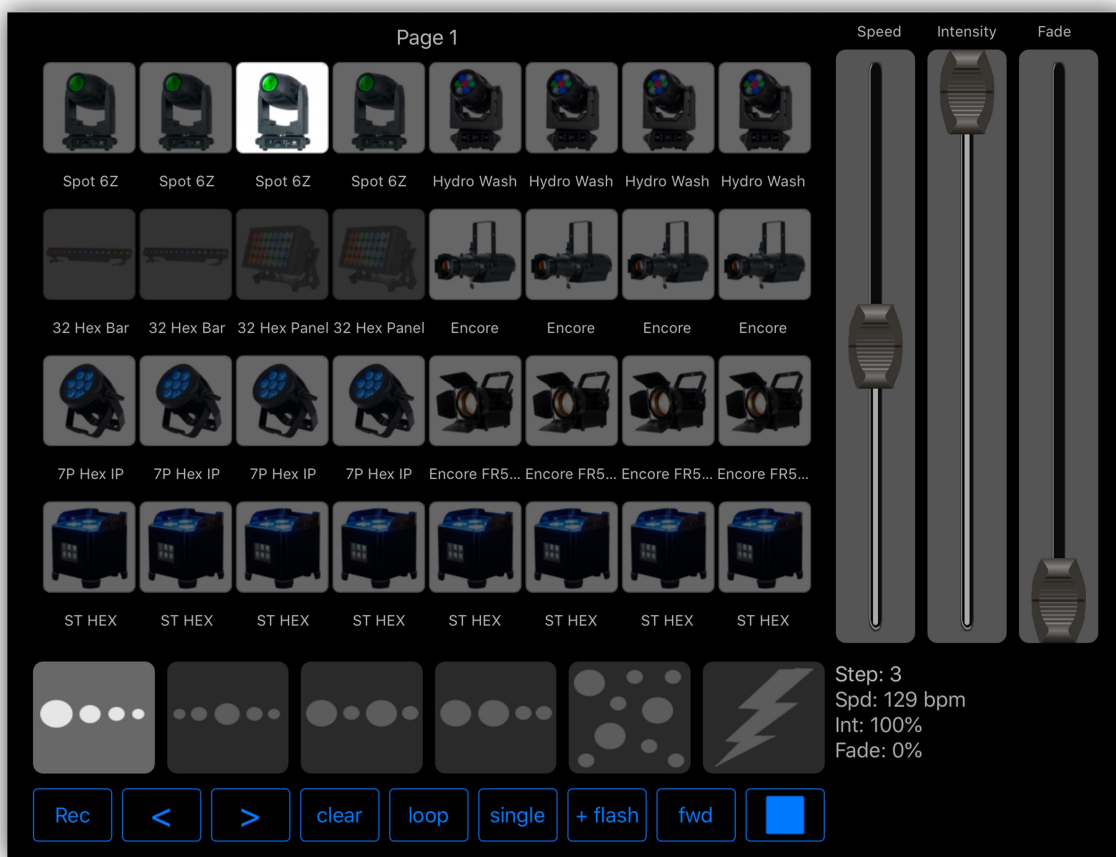 Page 1
Speed Intensity Fade
Spot 6Z Spot 6Z Spot 6Z Spot 6Z Hydro Wash Hydro Wash Hydro Wash Hydro Wash
32 Hex Bar 32 Hex Bar 32 Hex Panel 32 Hex Panel Encore Encore Encore Encore
7P Hex IP 7P Hex IP 7P Hex IP 7P Hex IP Encore FR5... Encore FR5... Encore FR5... Encore FR5...
ST HEX ST HEX ST HEX ST HEX ST HEX ST HEX ST HEX ST HEX
Step: 3
Spd: 129 bpm
Int: 100%
Fade: 0%
Rec < > clear loop single + flash fwd